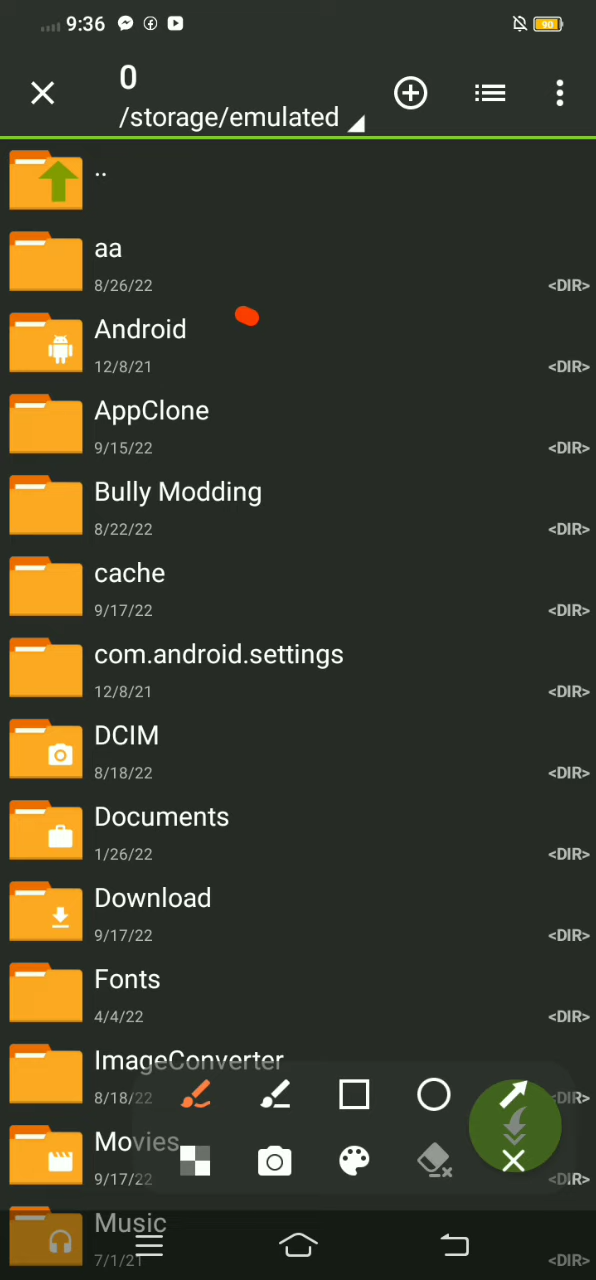 9:36
90
0
/storage/emulated
..
aa
8/26/22 <DIR>
Android
12/8/21 <DIR>
AppClone
9/15/22 <DIR>
Bully Modding
8/22/22 <DIR>
cache
9/17/22 <DIR>
com.android.settings
12/8/21 <DIR>
DCIM
8/18/22 <DIR>
Documents
1/26/22 <DIR>
Download
9/17/22 <DIR>
Fonts
4/4/22 <DIR>
ImageConverter
8/18/22 <DIR>
Movies
9/17/22 <DIR>
Music
7/1/21 <DIR>